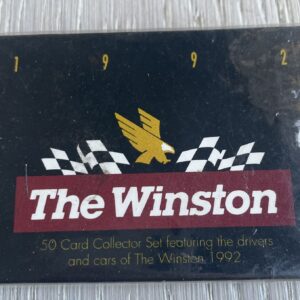 1 9 9 2
The Winston
50 Card Collector Set featuring the drivers
and cars of The Winston 1992